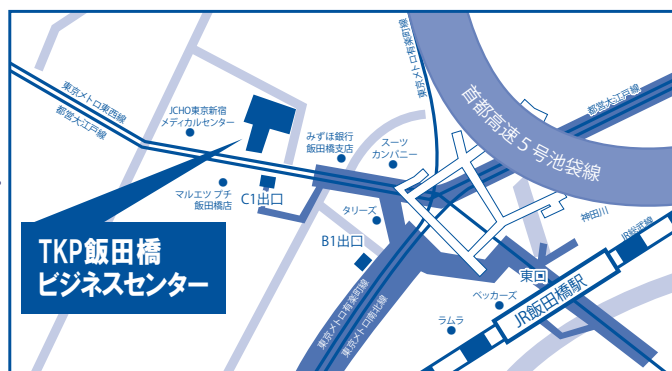 東京メトロ東西線
都営大江戸線
JCHO東京新宿
メディカルセンター
みずほ銀行
飯田橋支店
スーツ
カンパニー
東京メトロ有楽町線
首都高速5号池袋線
都営大江戸線
マルエツ プチ
飯田橋店
C1出口
タリーズ
B1出口
神田川
JR総武線
TKP飯田橋
ビジネスセンター
東京メトロ有楽町線
東京メトロ南北線
東口
ベッカーズ
ラムラ
JR飯田橋駅